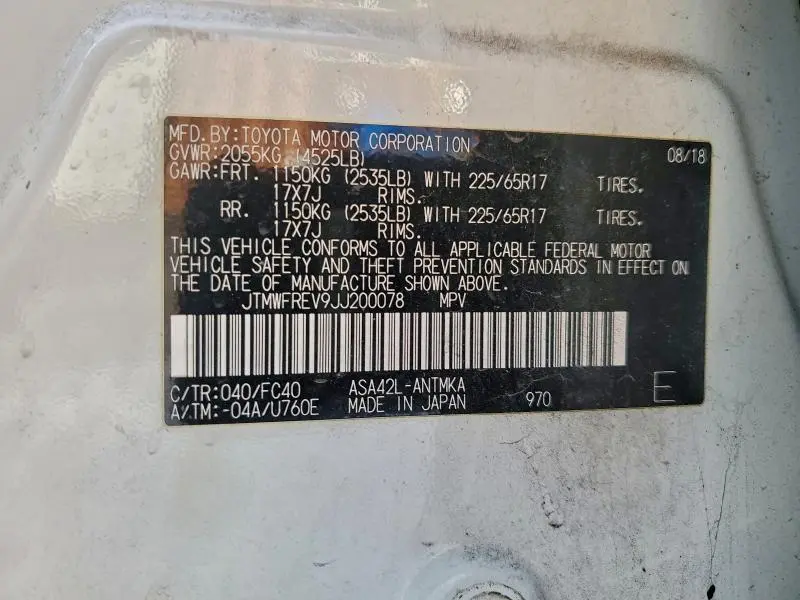 MFD.BY:TOYOTA MOTOR CORPORATION 08/18
GVWR:2055KG (4525LB)
GAWR:FRT. 1150KG (2535LB) WITH 225/65R17 TIRES.
17X7J RIMS.
RR. 1150KG (2535LB) WITH 225/65R17 TIRES.
17X7J RIMS.
THIS VEHICLE CONFORMS TO ALL APPLICABLE FEDERAL MOTOR
VEHICLE SAFETY AND THEFT PREVENTION STANDARDS IN EFFECT ON
THE DATE OF MANUFACTURE SHOWN ABOVE.
JTMWFREV9JJ200078 MPV
C/TR:040/FC40 ASA42L-ANTMKA
A/TM:-04A/U760E MADE IN JAPAN 970 E